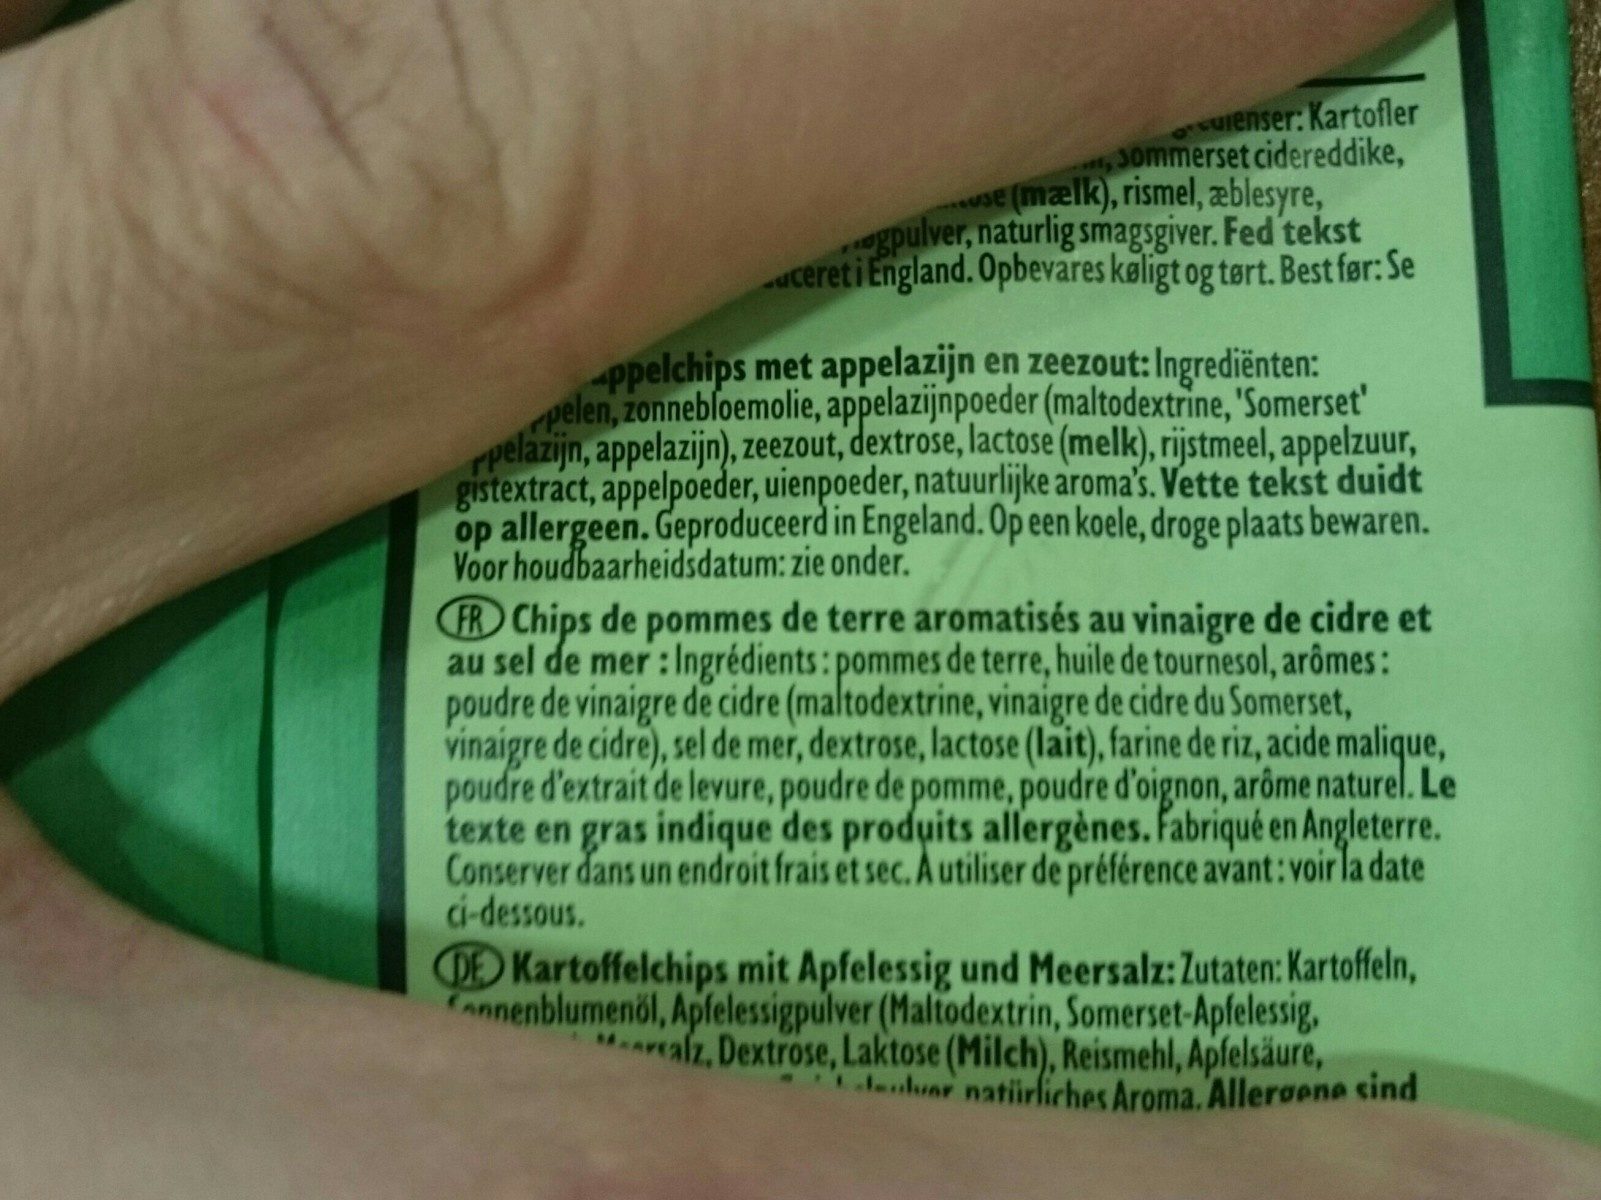 Kartofler
sommerset cidereddike,
(mælk), rismel, æblesyre,
naturlig smagsgiver. Fed tekst
i England. Opbevares køligt og tørt. Best før: Se
met appelazijn en zeezout: Ingrediënten:
zonnebloemolie, appelazijnpoeder (maltodextrine, 'Somerset'
appelazijn), zeezout, dextrose, lactose (melk), rijstmeel, appelzuur,
gistextract, appelpoeder, uienpoeder, natuurlijke aroma's. Vette tekst duidt
op allergeen. Geproduceerd in Engeland. Op een koele, droge plaats bewaren.
Voor houdbaarheidsdatum: zie onder.
FR Chips de pommes de terre aromatisés au vinaigre de cidre et
au sel de mer : Ingrédients : pommes de terre, huile de tournesol, arômes :
poudre de vinaigre de cidre (maltodextrine, vinaigre de cidre du Somerset,
vinaigre de cidre), sel de mer, dextrose, lactose (lait), farine de riz, acide malique,
poudre d'extrait de levure, poudre de pomme, poudre d'oignon, arôme naturel. Le
texte en gras indique des produits allergènes. Fabriqué en Angleterre.
Conserver dans un endroit frais et sec. À utiliser de préférence avant : voir la date
ci-dessous.
DE Kartoffelchips mit Apfelessig und Meersalz: Zutaten: Kartoffeln,
Sonnenblumenöl, Apfelessigpulver (Maltodextrin, Somerset-Apfelessig,
Meersalz, Dextrose, Laktose (Milch), Reismehl, Apfelsäure,
natürliches Aroma. Allergene sind